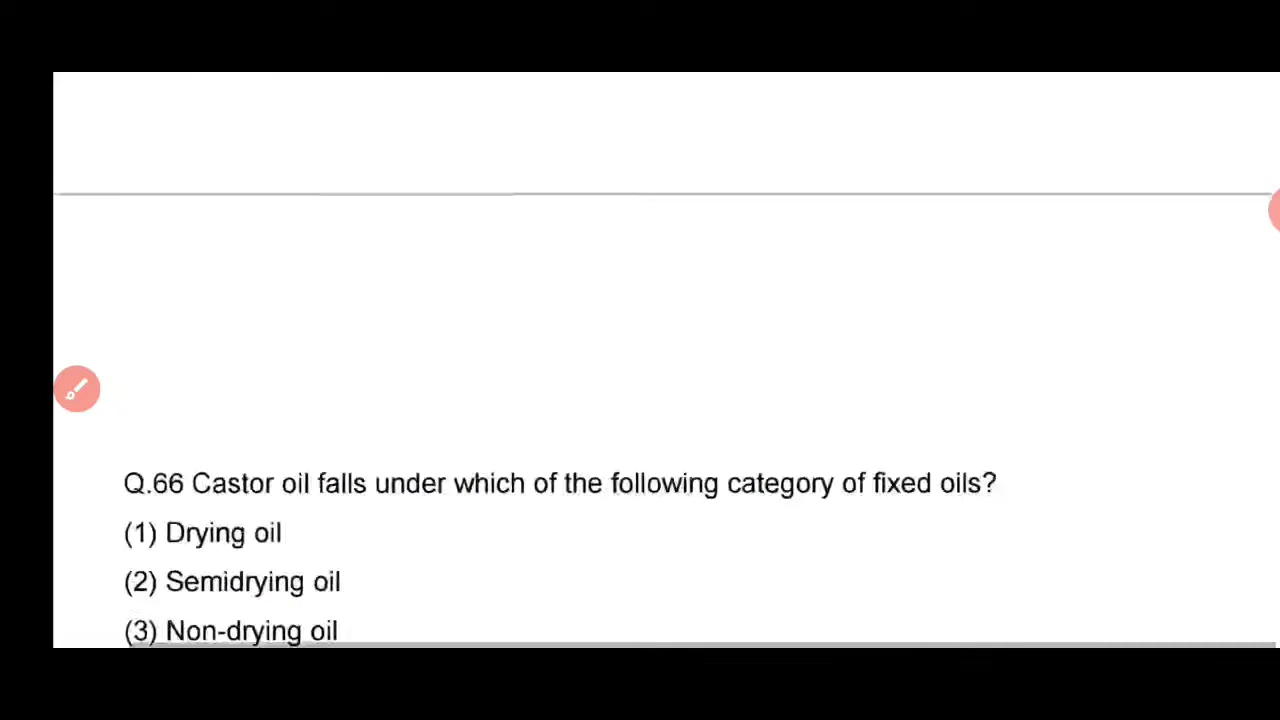 Q.66 Castor oil falls under which of the following category of fixed oils?
(1) Drying oil
(2) Semidrying oil
(3) Non-drying oil